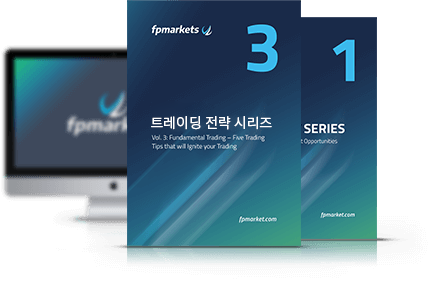 fpmarkets
fpmarkets
3
트레이딩 전략 시리즈
Vol. 3: Fundamental Trading – Five Trading
Tips that will Ignite your Trading
fpmarket.com
1
SERIES
Opportunities
fpmarket.com